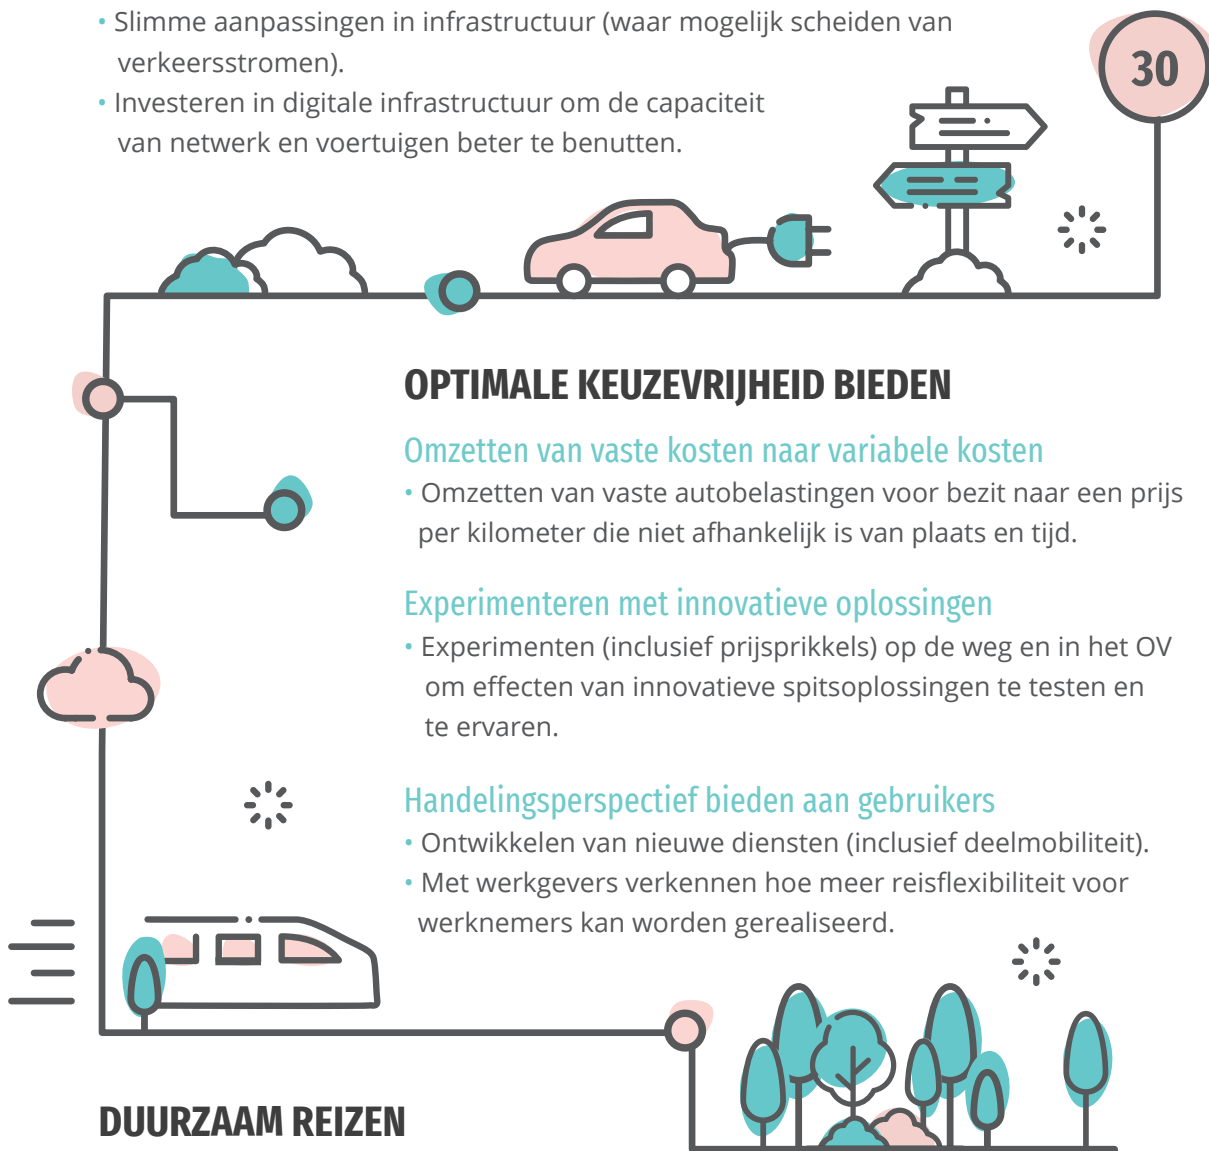 • Slimme aanpassingen in infrastructuur (waar mogelijk scheiden van
verkeersstromen).
• Investeren in digitale infrastructuur om de capaciteit
van netwerk en voertuigen beter te benutten.
30
OPTIMALE KEUZEVRIJHEID BIEDEN
Omzetten van vaste kosten naar variabele kosten
• Omzetten van vaste autobelastingen voor bezit naar een prijs
per kilometer die niet afhankelijk is van plaats en tijd.
Experimenteren met innovatieve oplossingen
• Experimenten (inclusief prijsprikkels) op de weg en in het OV
om effecten van innovatieve spitsoplossingen te testen en
te ervaren.
Handelingsperspectief bieden aan gebruikers
• Ontwikkelen van nieuwe diensten (inclusief deelmobiliteit).
• Met werkgevers verkennen hoe meer reisflexibiliteit voor
werknemers kan worden gerealiseerd.
DUURZAAM REIZEN